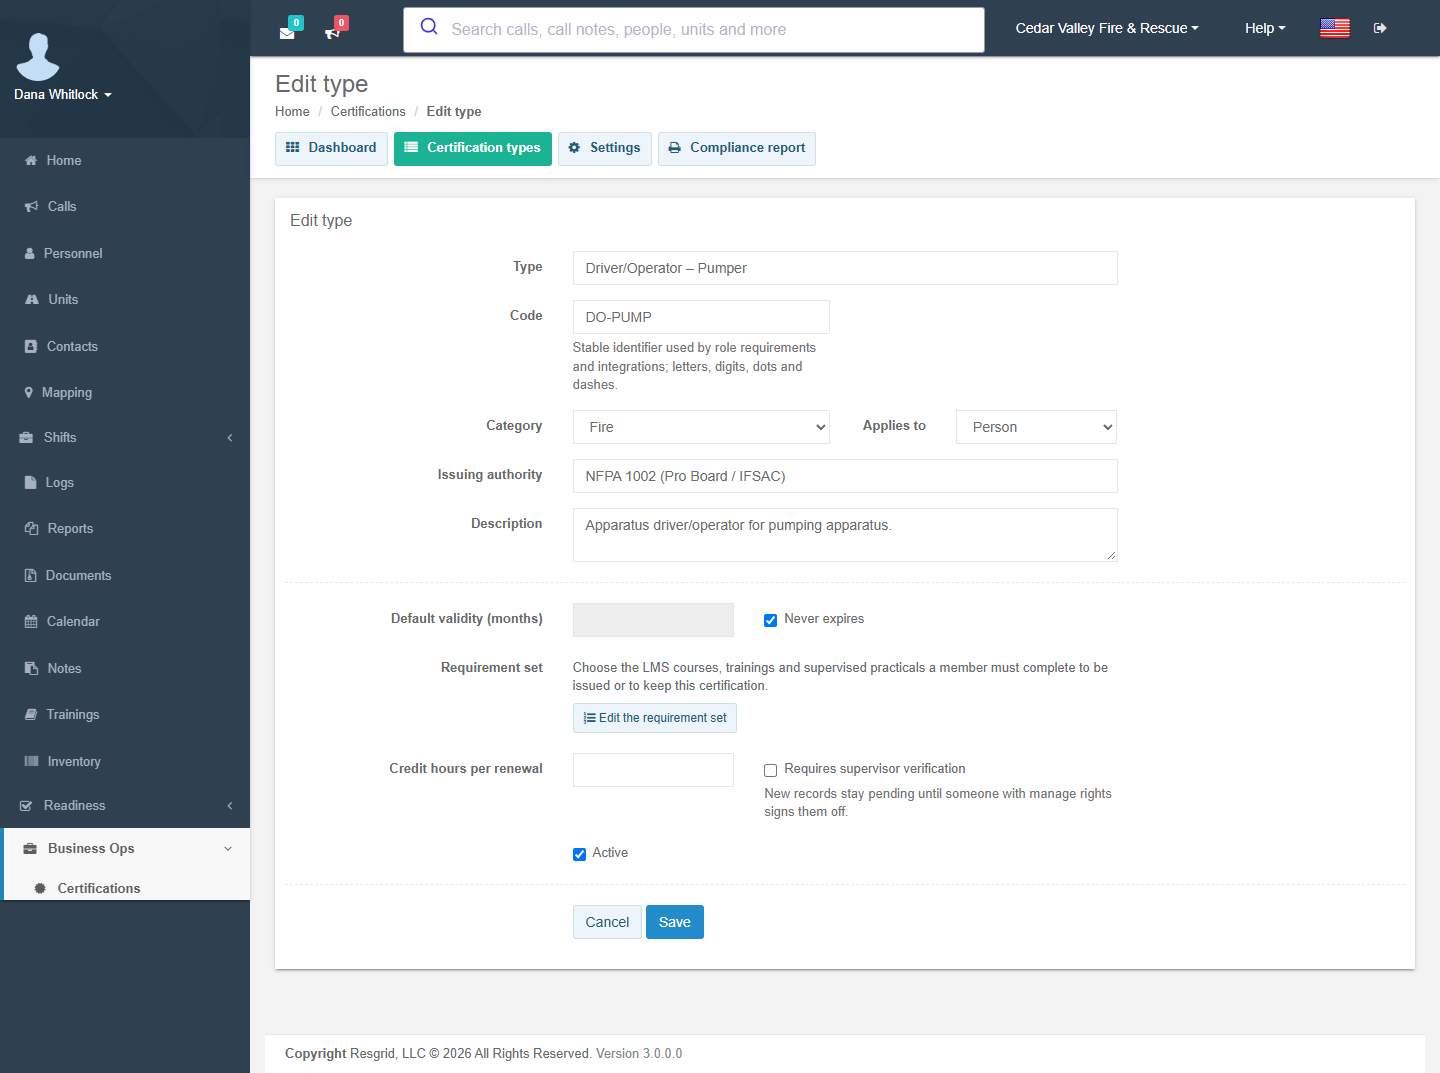 Dana Whitlock
0
0
Search calls, call notes, people, units and more
Cedar Valley Fire & Rescue
Help
Home
Calls
Personnel
Units
Contacts
Mapping
Shifts
Logs
Reports
Documents
Calendar
Notes
Trainings
Inventory
Readiness
Business Ops
Certifications
Edit type
Home / Certifications / Edit type
Dashboard
Certification types
Settings
Compliance report
Edit type
Type
Driver/Operator – Pumper
Code
DO-PUMP
Stable identifier used by role requirements
and integrations; letters, digits, dots and
dashes.
Category
Fire
Applies to
Person
Issuing authority
NFPA 1002 (Pro Board / IFSAC)
Description
Apparatus driver/operator for pumping apparatus.
Default validity (months)
Never expires
Requirement set
Choose the LMS courses, trainings and supervised practicals a member must complete to be
issued or to keep this certification.
Edit the requirement set
Credit hours per renewal
Requires supervisor verification
New records stay pending until someone with manage rights
signs them off.
Active
Cancel
Save
Copyright Resgrid, LLC © 2026 All Rights Reserved. Version 3.0.0.0